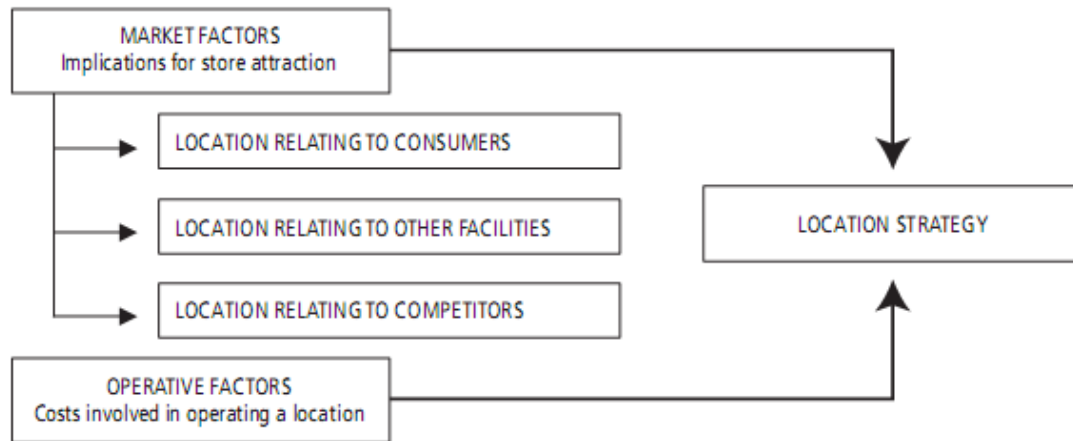 MARKET FACTORS
Implications for store attraction
LOCATION RELATING TO CONSUMERS
LOCATION RELATING TO OTHER FACILITIES
LOCATION STRATEGY
LOCATION RELATING TO COMPETITORS
OPERATIVE FACTORS
Costs involved in operating a location